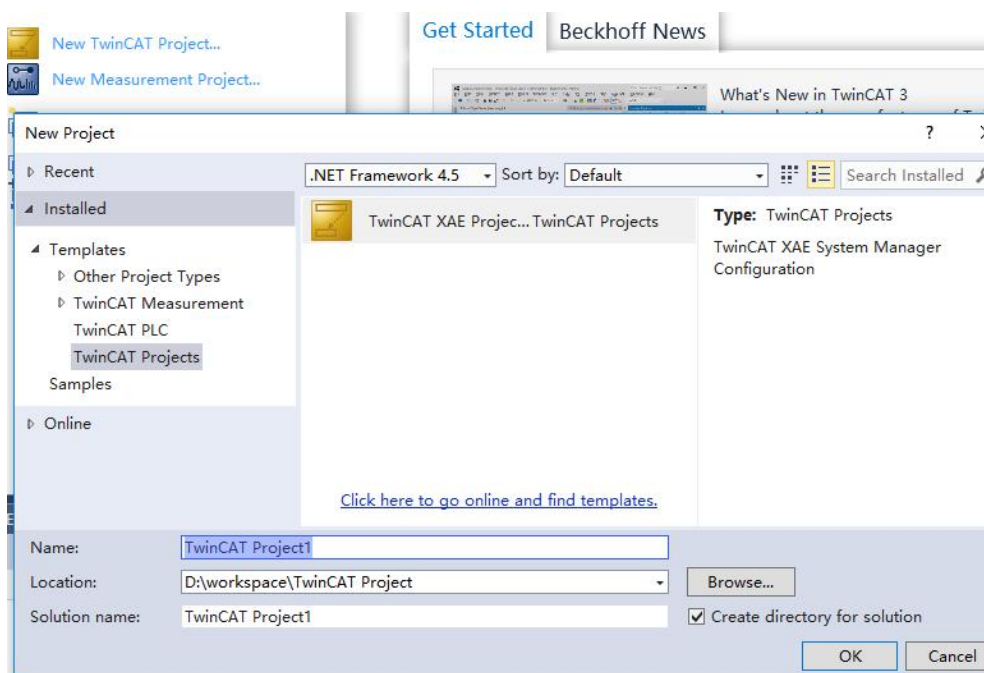 Get Started
Beckhoff News
New TwinCAT Project...
New Measurement Project...
What's New in TwinCAT 3
New Project
?
Recent
.NET Framework 4.5
Sort by:
Default
Search Installed
Installed
Templates
Other Project Types
TwinCAT Measurement
TwinCAT PLC
TwinCAT Projects
Samples
Online
TwinCAT XAE Projec... TwinCAT Projects
Type: TwinCAT Projects
TwinCAT XAE System Manager
Configuration
Click here to go online and find templates.
Name:
TwinCAT Project1
Location:
D:\workspace\TwinCAT Project
Browse...
Solution name:
TwinCAT Project1
Create directory for solution
OK
Cancel